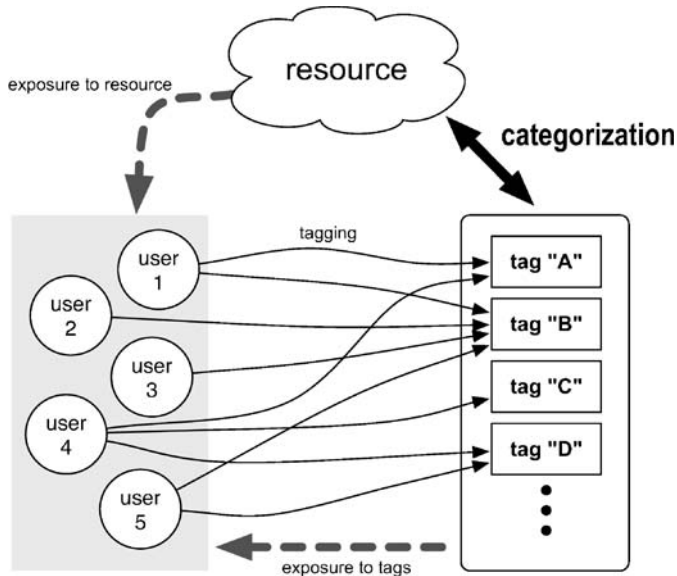 resource
exposure to resource
categorization
tagging
user
1
user
2
user
3
user
4
user
5
tag "A"
tag "B"
tag "C"
tag "D"
exposure to tags